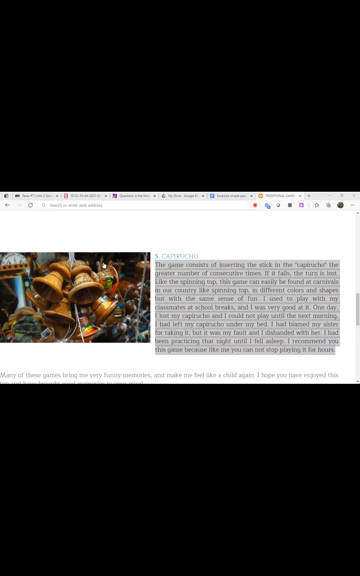 Search or enter web address
5. CAPIRUCHO.
The game consists of inserting the stick in the "capirucho" the
greater number of consecutive times. If it fails, the turn is lost.
Like the spinning top, this game can easily be found at carnivals
in our country like spinning top, in different colors and shapes
but with the same sense of fun. I used to play with my
classmates at school breaks, and I was very good at it. One day,
I lost my capirucho and I could not play until the next morning.
I had left my capirucho under my bed. I had blamed my sister
for taking it, but it was my fault and I disbanded with her. I had
been practicing that night until I fell asleep. I recommend you
this game because like me you can not stop playing it for hours.
Many of these games bring me very funny memories, and make me feel like a child again. I hope you have enjoyed this